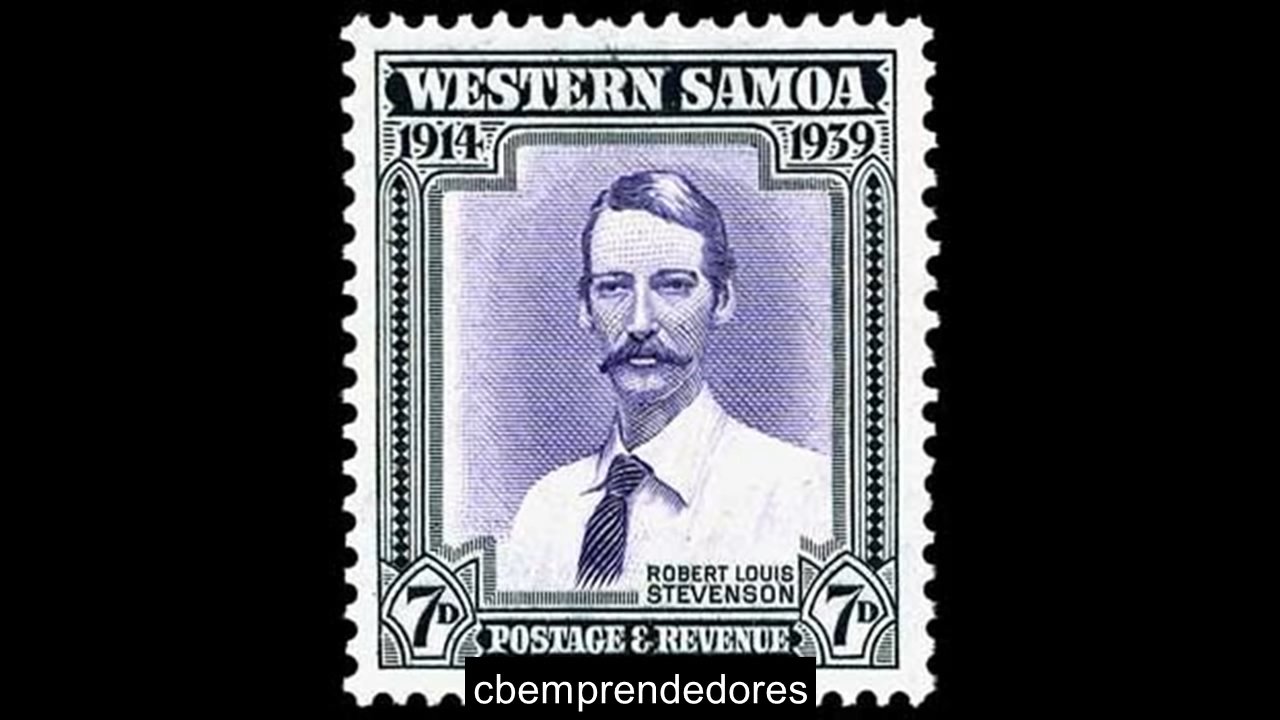 WESTERN SAMOA
1914 1939
ROBERT LOUIS
STEVENSON
7D 7D
POSTAGE & REVENUE
cbemprendedores